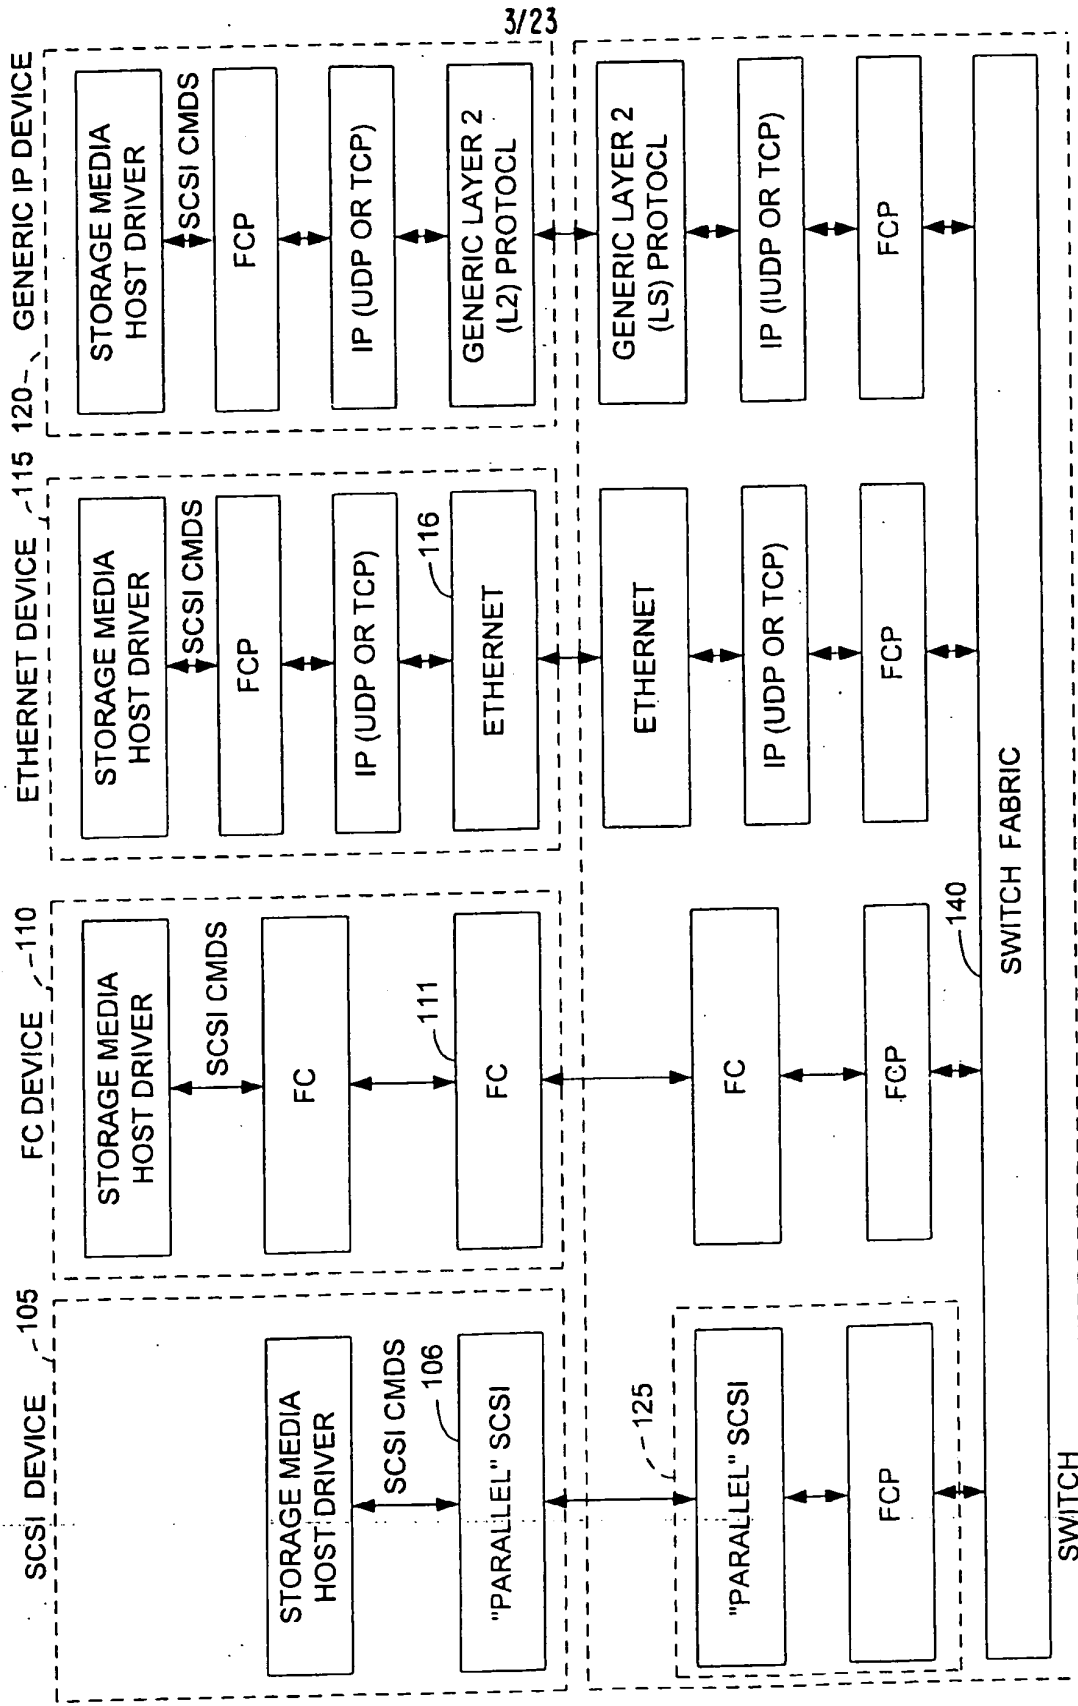 3/23
SCSI DEVICE
105
STORAGE MEDIA
HOST DRIVER
SCSI CMDS
106
"PARALLEL" SCSI
125
"PARALLEL" SCSI
FCP
FC DEVICE
110
STORAGE MEDIA
HOST DRIVER
SCSI CMDS
FC
111
FC
FC
FCP
ETHERNET DEVICE
115
STORAGE MEDIA
HOST DRIVER
SCSI CMDS
FCP
IP (UDP OR TCP)
116
ETHERNET
ETHERNET
IP (UDP OR TCP)
FCP
120
GENERIC IP DEVICE
STORAGE MEDIA
HOST DRIVER
SCSI CMDS
FCP
IP (UDP OR TCP)
GENERIC LAYER 2
(L2) PROTOCL
GENERIC LAYER 2
(LS) PROTOCL
IP (IUDP OR TCP)
FCP
140
SWITCH FABRIC
SWITCH